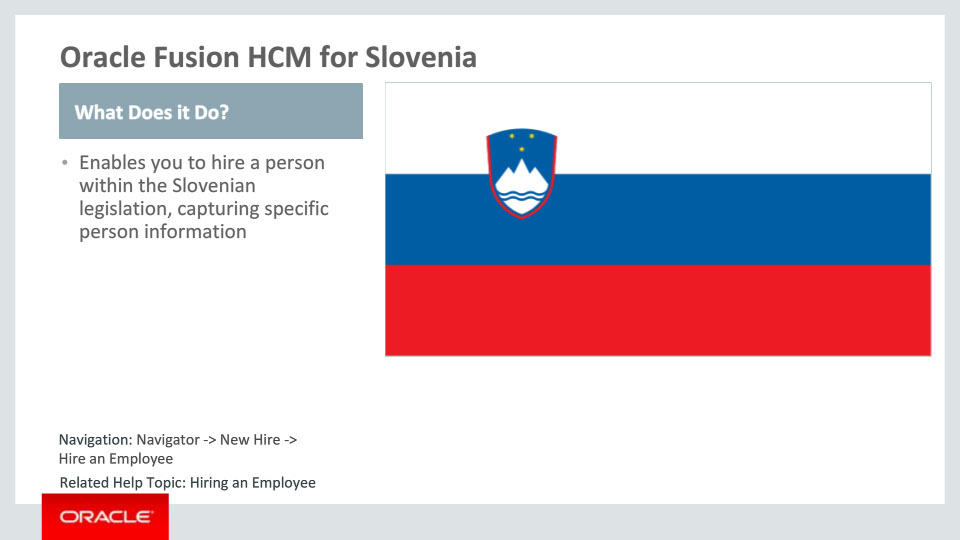 Oracle Fusion HCM for Slovenia
What Does it Do?
• Enables you to hire a person
within the Slovenian
legislation, capturing specific
person information
Navigation: Navigator -> New Hire ->
Hire an Employee
Related Help Topic: Hiring an Employee
ORACLE